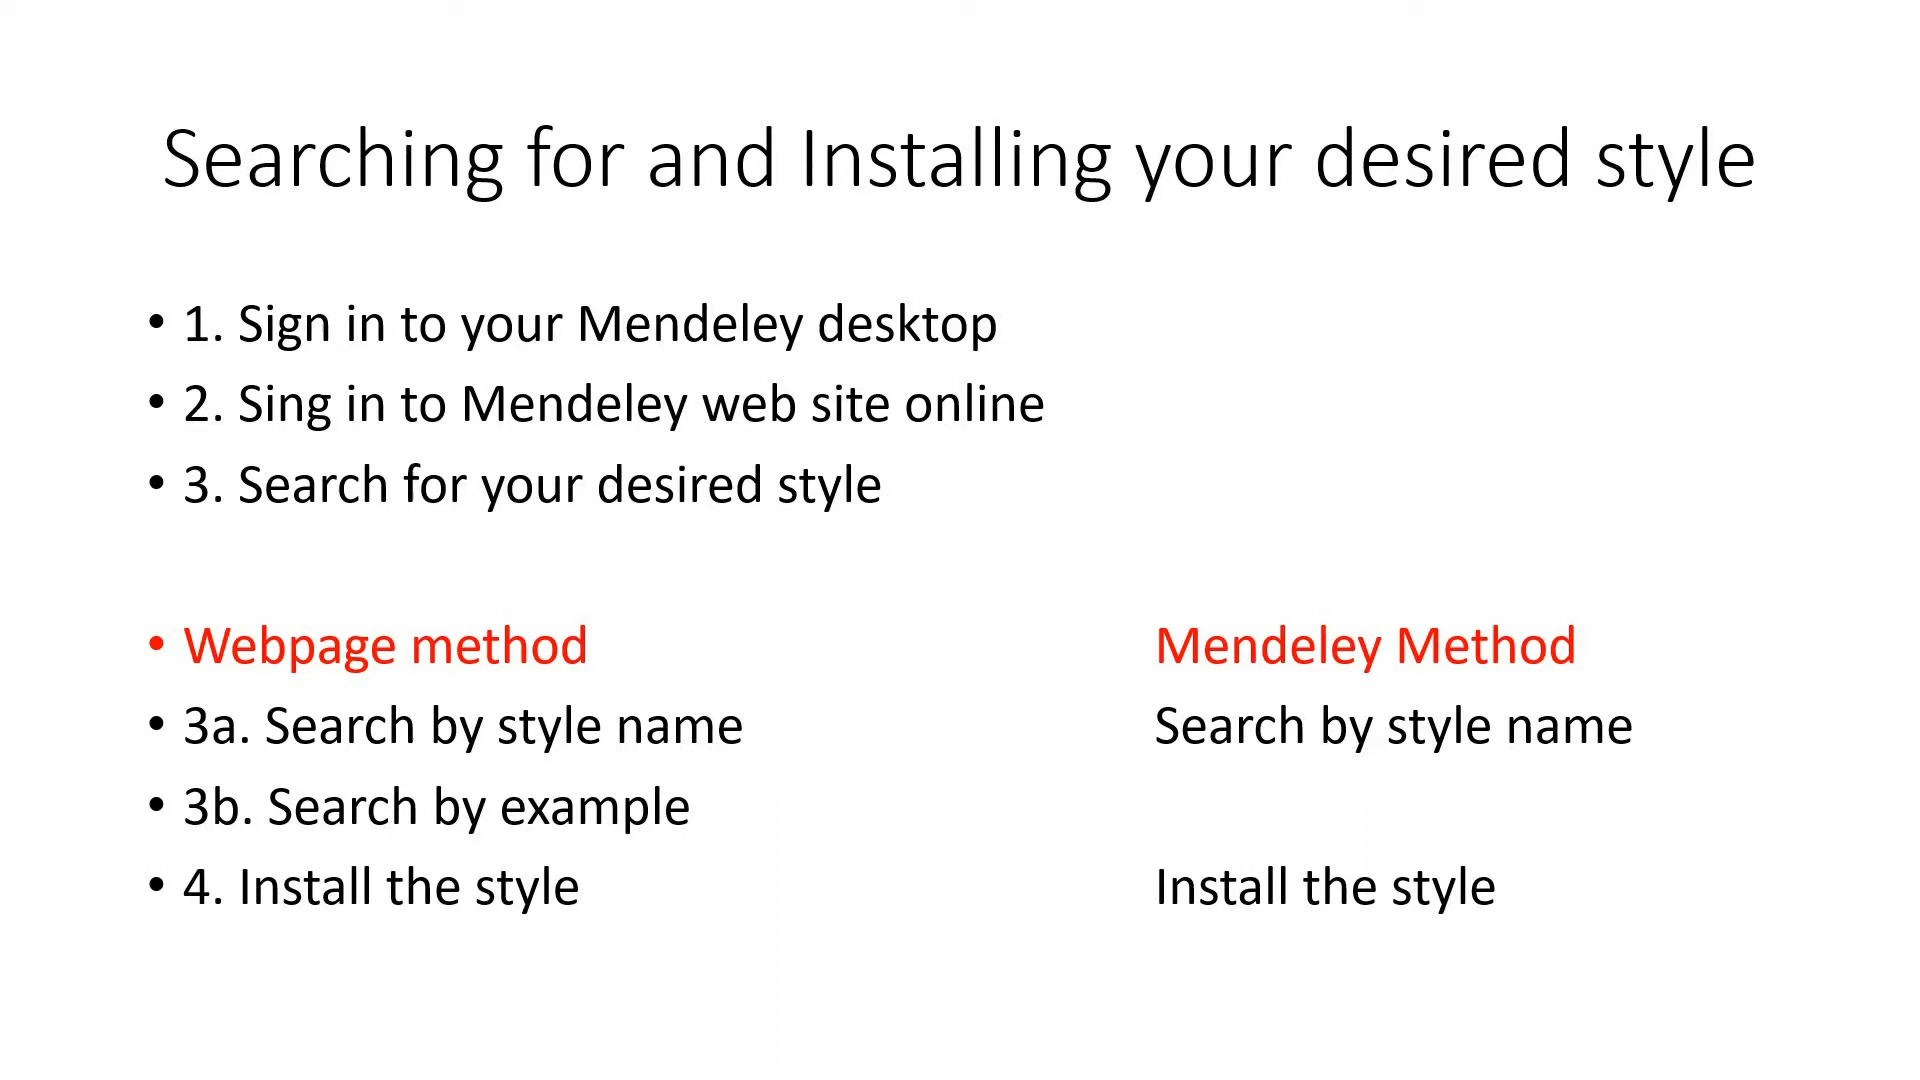 Searching for and Installing your desired style
• 1. Sign in to your Mendeley desktop
• 2. Sing in to Mendeley web site online
• 3. Search for your desired style
• Webpage method Mendeley Method
• 3a. Search by style name Search by style name
• 3b. Search by example
• 4. Install the style Install the style